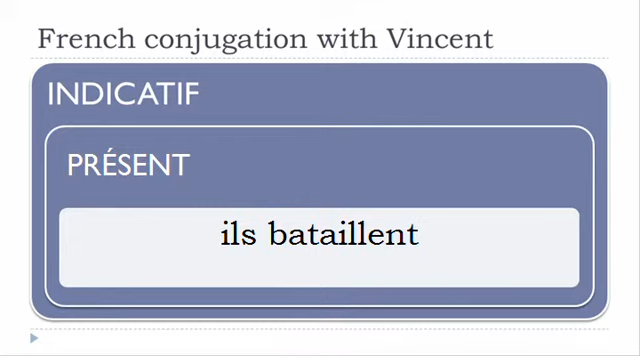 French conjugation with Vincent
INDICATIF
PRÉSENT
ils bataillent